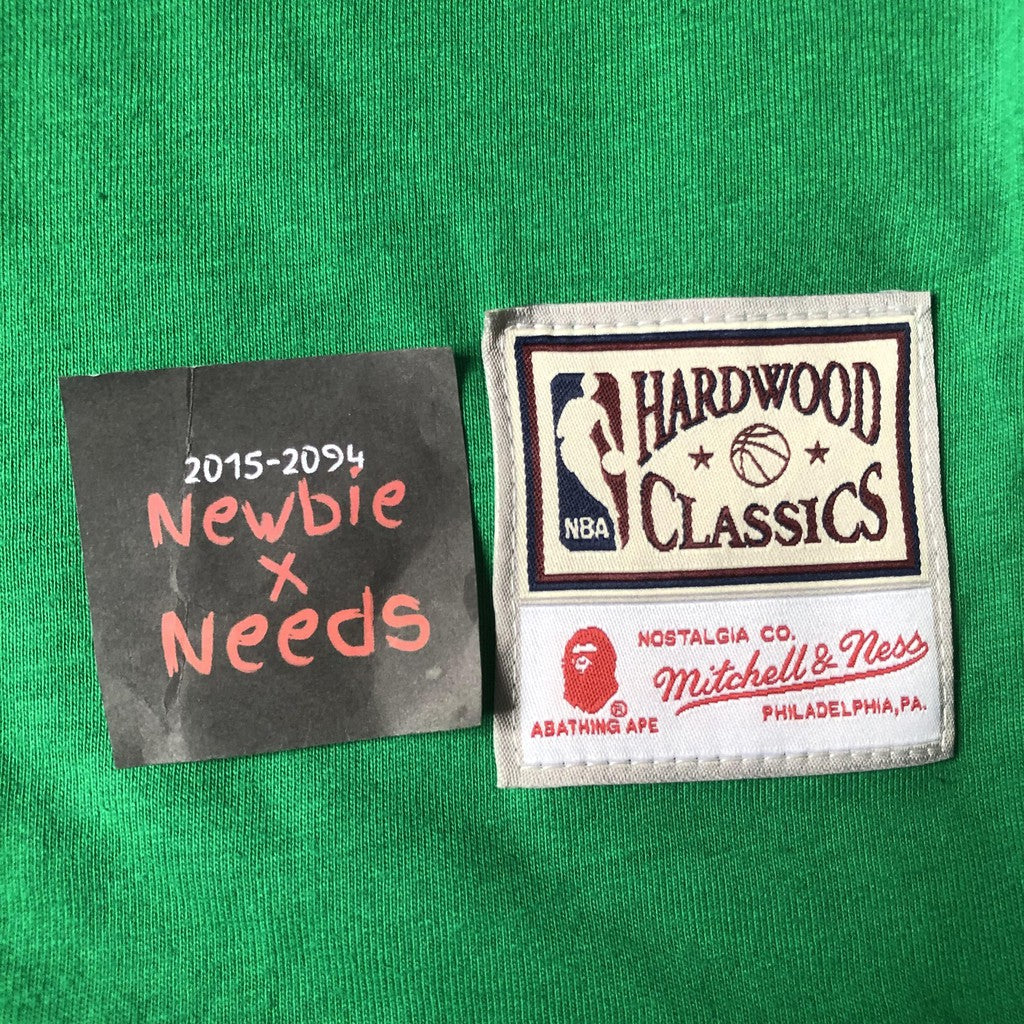 2015-2094
Newbie
x
Needs
HARDWOOD
CLASSICS
NBA
NOSTALGIA CO.
Mitchell & Ness
PHILADELPHIA, PA.
®
ABATHING APE